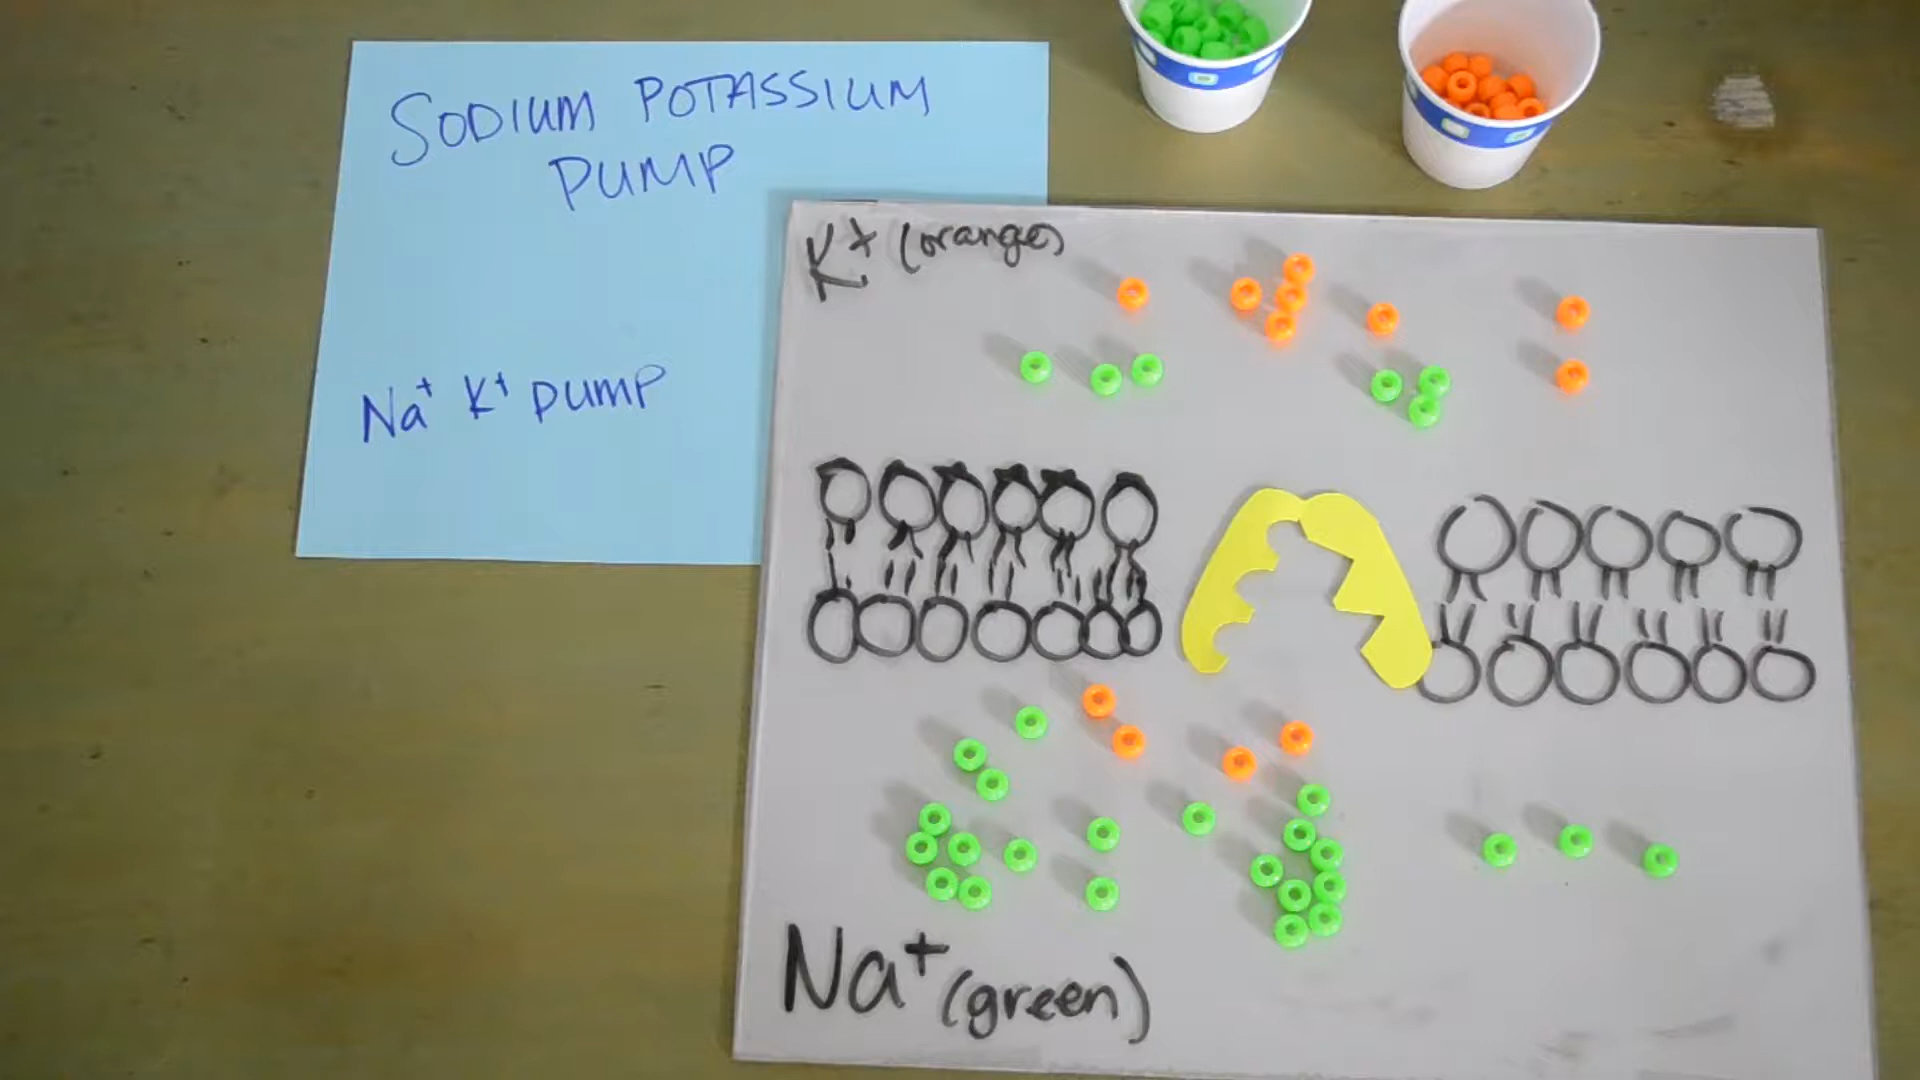 SODIUM POTASSIUM
PUMP
Na⁺ K⁺ PUMP
K⁺ (orange)
Na⁺ (green)